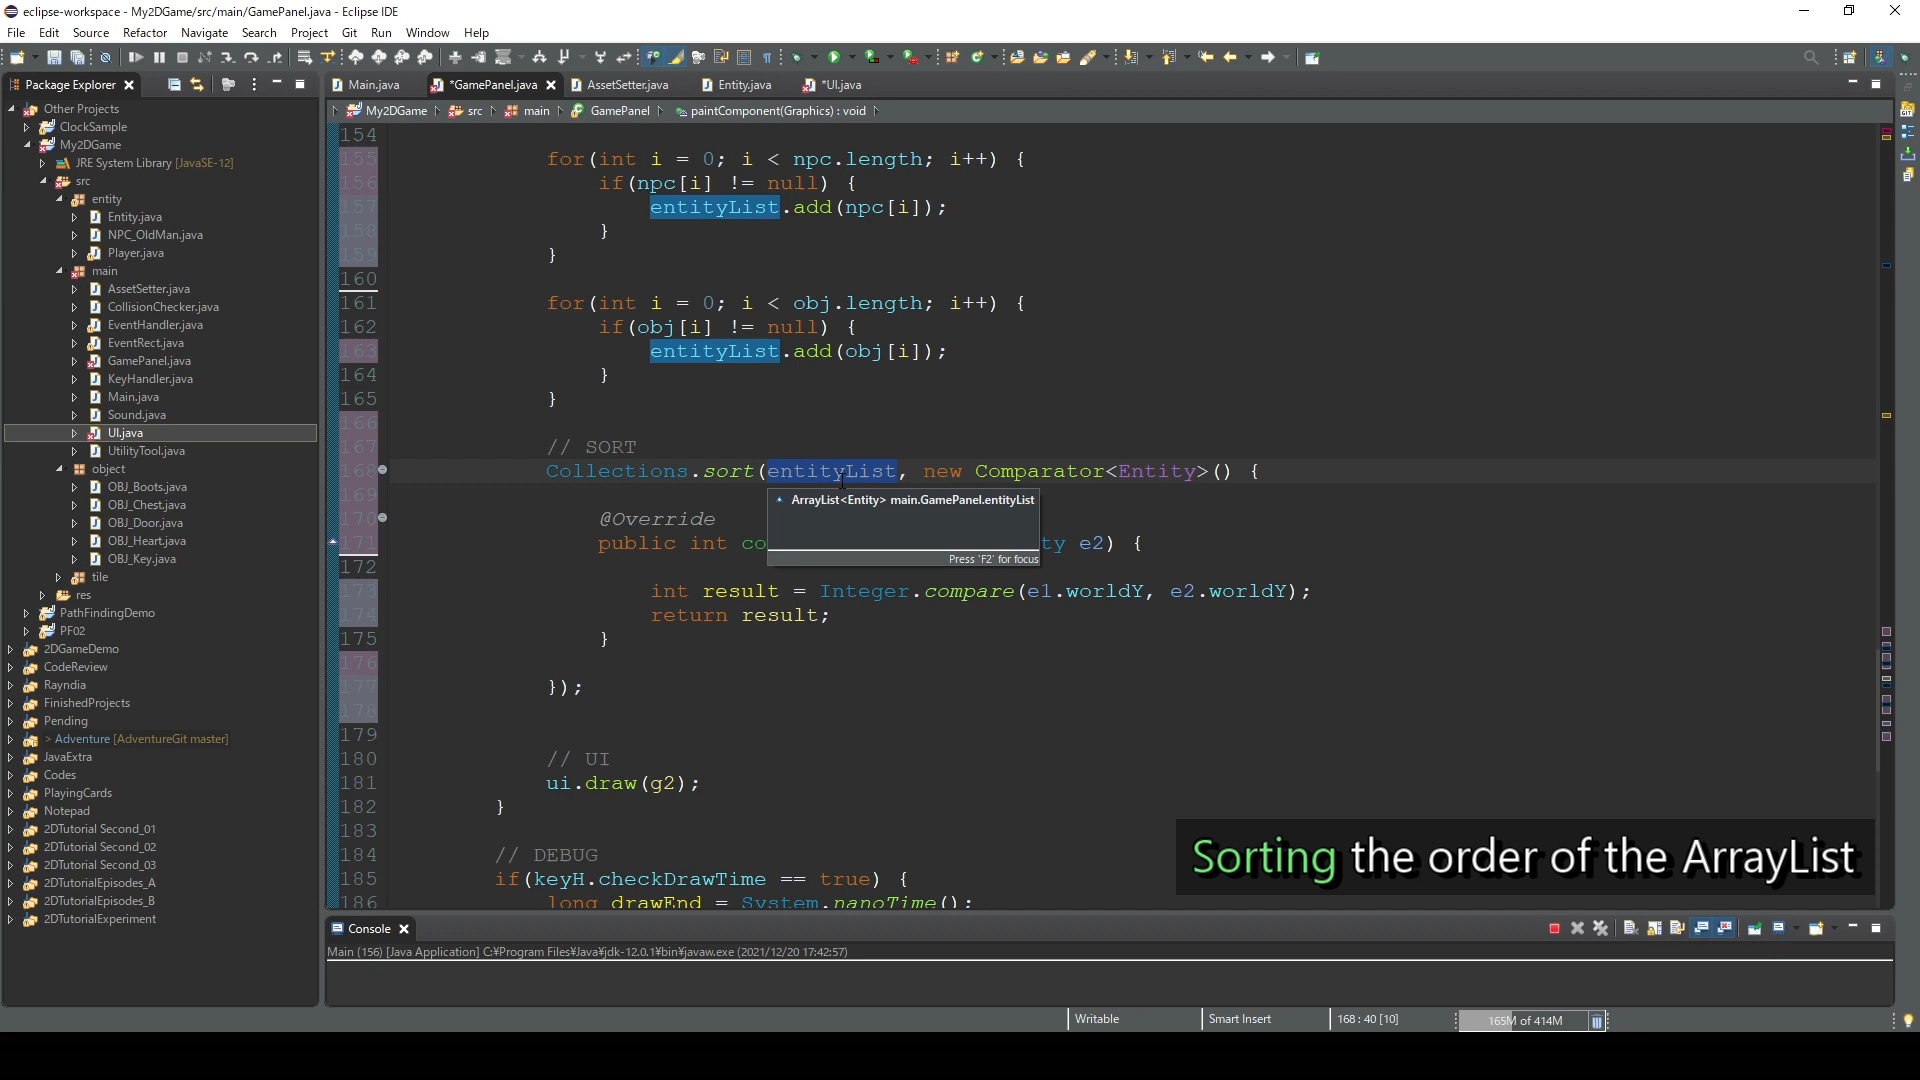 eclipse-workspace - My2DGame/src/main/GamePanel.java - Eclipse IDE
File Edit Source Refactor Navigate Search Project Git Run Window Help
Package Explorer
Other Projects
ClockSample
My2DGame
JRE System Library [JavaSE-12]
src
entity
Entity.java
NPC_OldMan.java
Player.java
main
AssetSetter.java
CollisionChecker.java
EventHandler.java
EventRect.java
GamePanel.java
KeyHandler.java
Main.java
Sound.java
UI.java
UtilityTool.java
object
OBJ_Boots.java
OBJ_Chest.java
OBJ_Door.java
OBJ_Heart.java
OBJ_Key.java
tile
res
PathFindingDemo
PF02
2DGameDemo
CodeReview
Rayndia
FinishedProjects
Pending
> Adventure [AdventureGit master]
JavaExtra
Codes
PlayingCards
Notepad
2DTutorial Second_01
2DTutorial Second_02
2DTutorial Second_03
2DTutorialEpisodes_A
2DTutorialEpisodes_B
2DTutorialExperiment
Main.java *GamePanel.java AssetSetter.java Entity.java *UI.java
My2DGame src main GamePanel paintComponent(Graphics) : void
154
155 for(int i = 0; i < npc.length; i++) {
156 if(npc[i] != null) {
157 entityList.add(npc[i]);
158 }
159 }
160
161 for(int i = 0; i < obj.length; i++) {
162 if(obj[i] != null) {
163 entityList.add(obj[i]);
164 }
165 }
166
167 // SORT
168 Collections.sort(entityList, new Comparator<Entity>() {
169
ArrayList<Entity> main.GamePanel.entityList
170 @Override
171 public int co ty e2) {
Press 'F2' for focus
172
173 int result = Integer.compare(e1.worldY, e2.worldY);
174 return result;
175 }
176
177 });
178
179
180 // UI
181 ui.draw(g2);
182 }
183
184 // DEBUG
185 if(keyH.checkDrawTime == true) {
186 long drawEnd = System.nanoTime();
Sorting the order of the ArrayList
Console
Main (156) [Java Application] C:¥Program Files¥Java¥jdk-12.0.1¥bin¥javaw.exe (2021/12/20 17:42:57)
Writable Smart Insert 168 : 40 [10] 165M of 414M